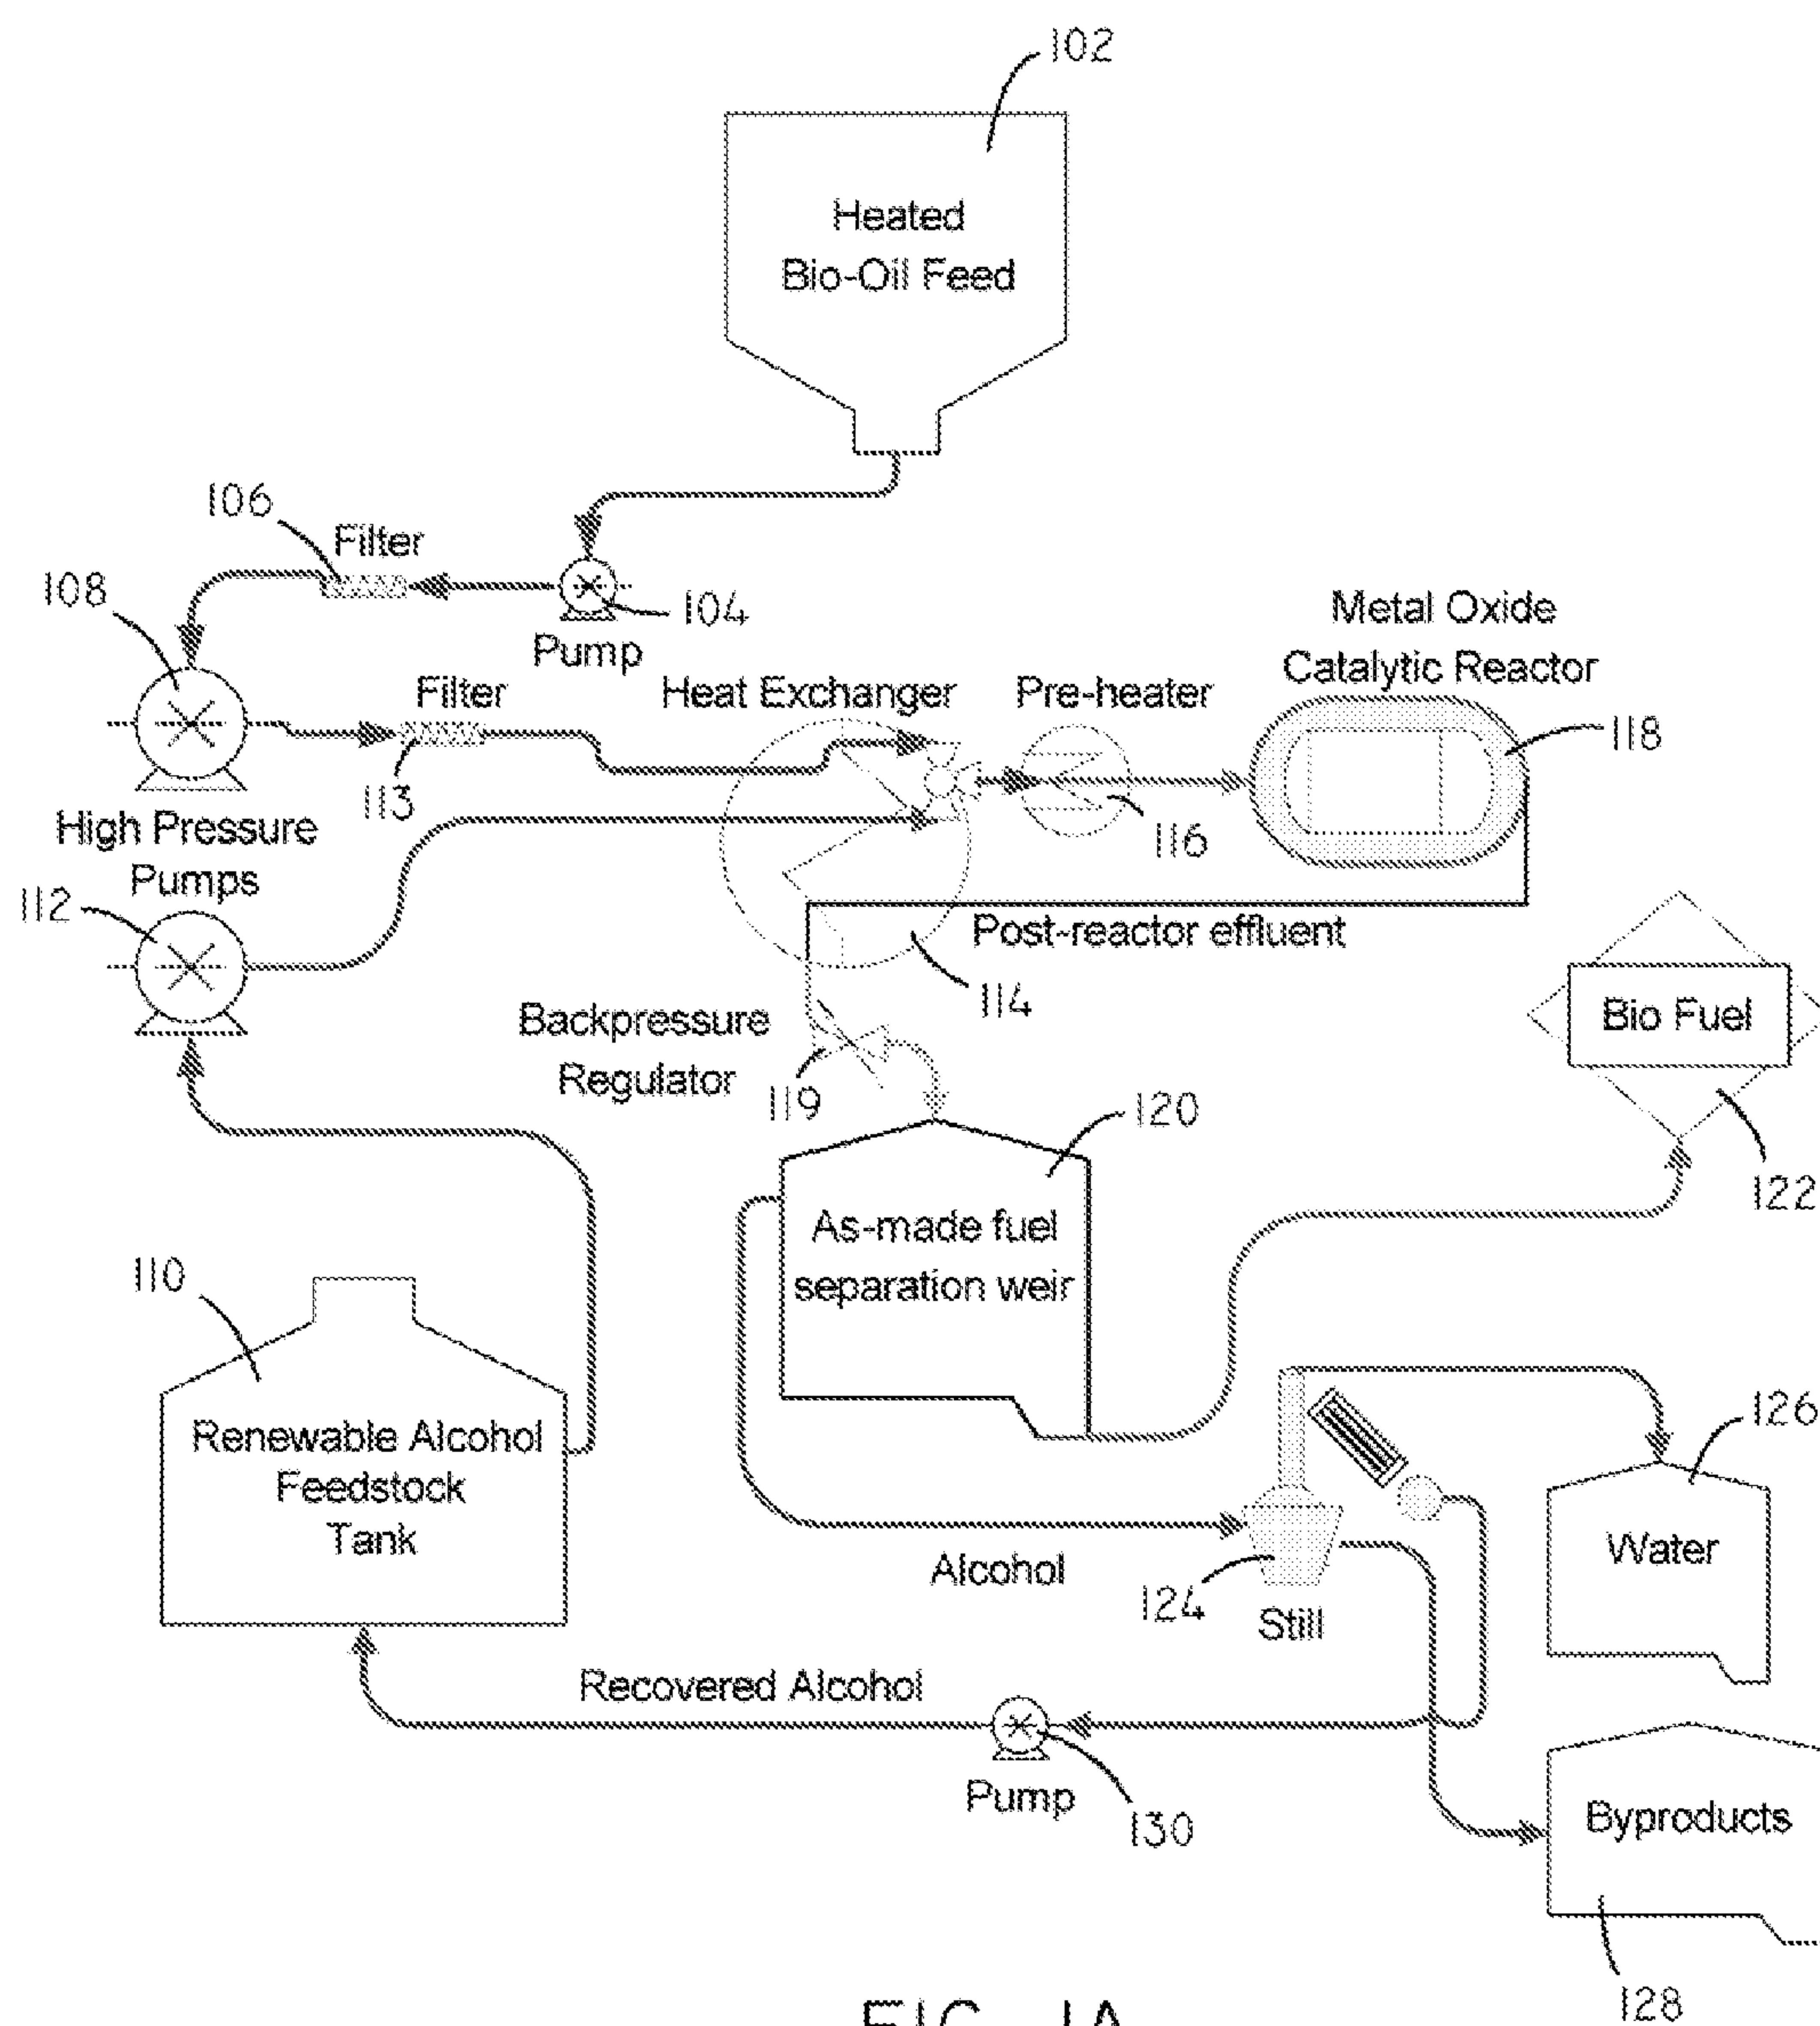 102
Heated
Bio-Oil Feed
106
Filter
108
104
Pump
Metal Oxide
Catalytic Reactor
Filter
Heat Exchanger
Pre-heater
118
113
High Pressure
Pumps
116
112
Post-reactor effluent
114
Backpressure
Regulator
119
Bio Fuel
120
122
As-made fuel
separation weir
110
Renewable Alcohol
Feedstock
Tank
126
Water
Alcohol
124
Still
Recovered Alcohol
Pump
130
Byproducts
128
FIG. 1A